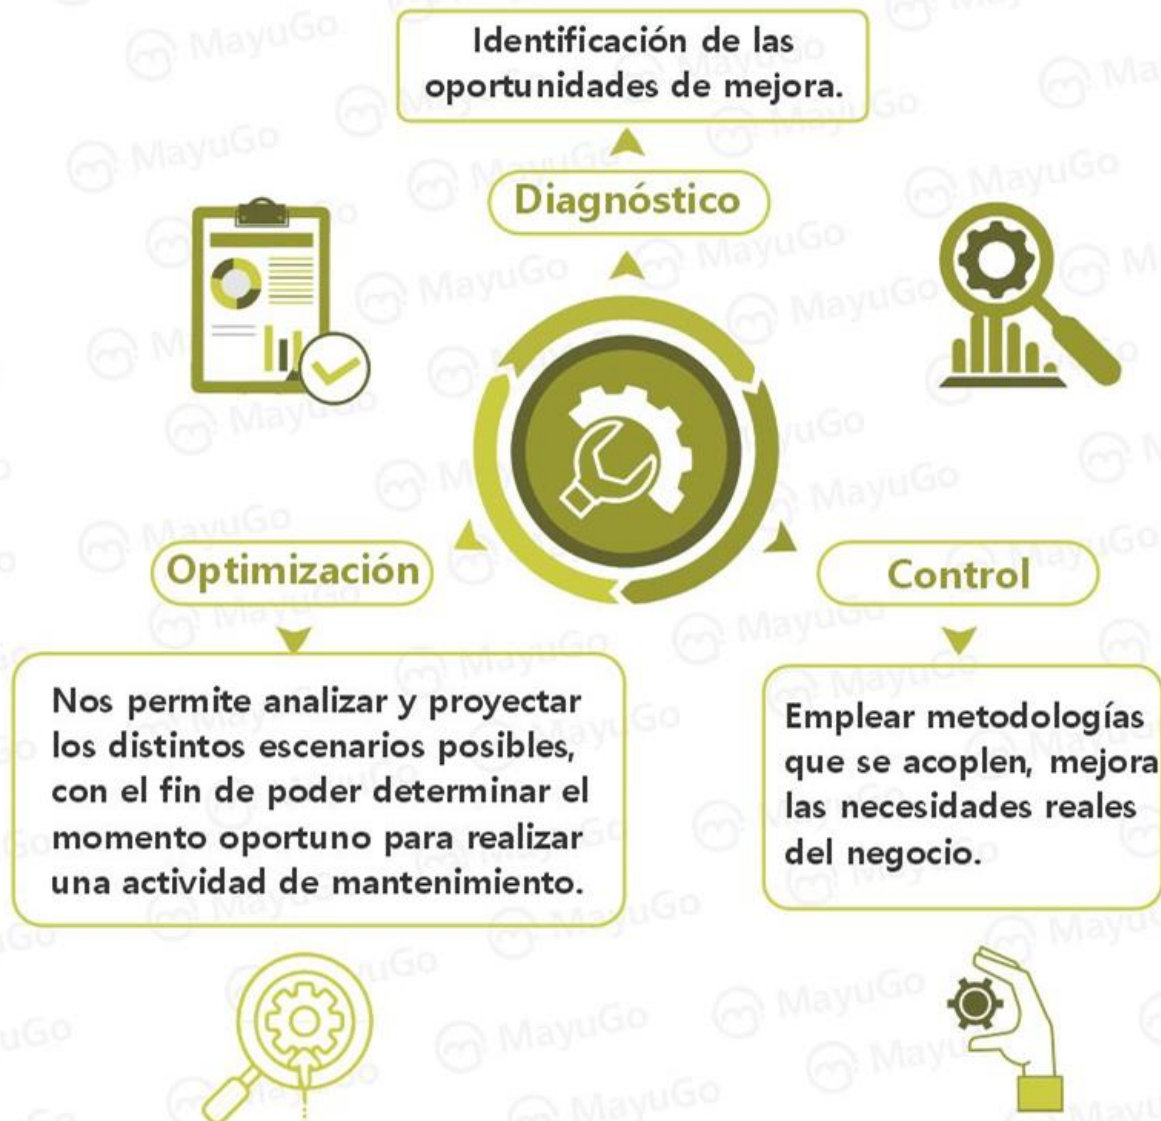 Identificación de las
oportunidades de mejora.
Diagnóstico
Optimización
Control
Nos permite analizar y proyectar
los distintos escenarios posibles,
con el fin de poder determinar el
momento oportuno para realizar
una actividad de mantenimiento.
Emplear metodologías
que se acoplen, mejora
las necesidades reales
del negocio.
MayuGo